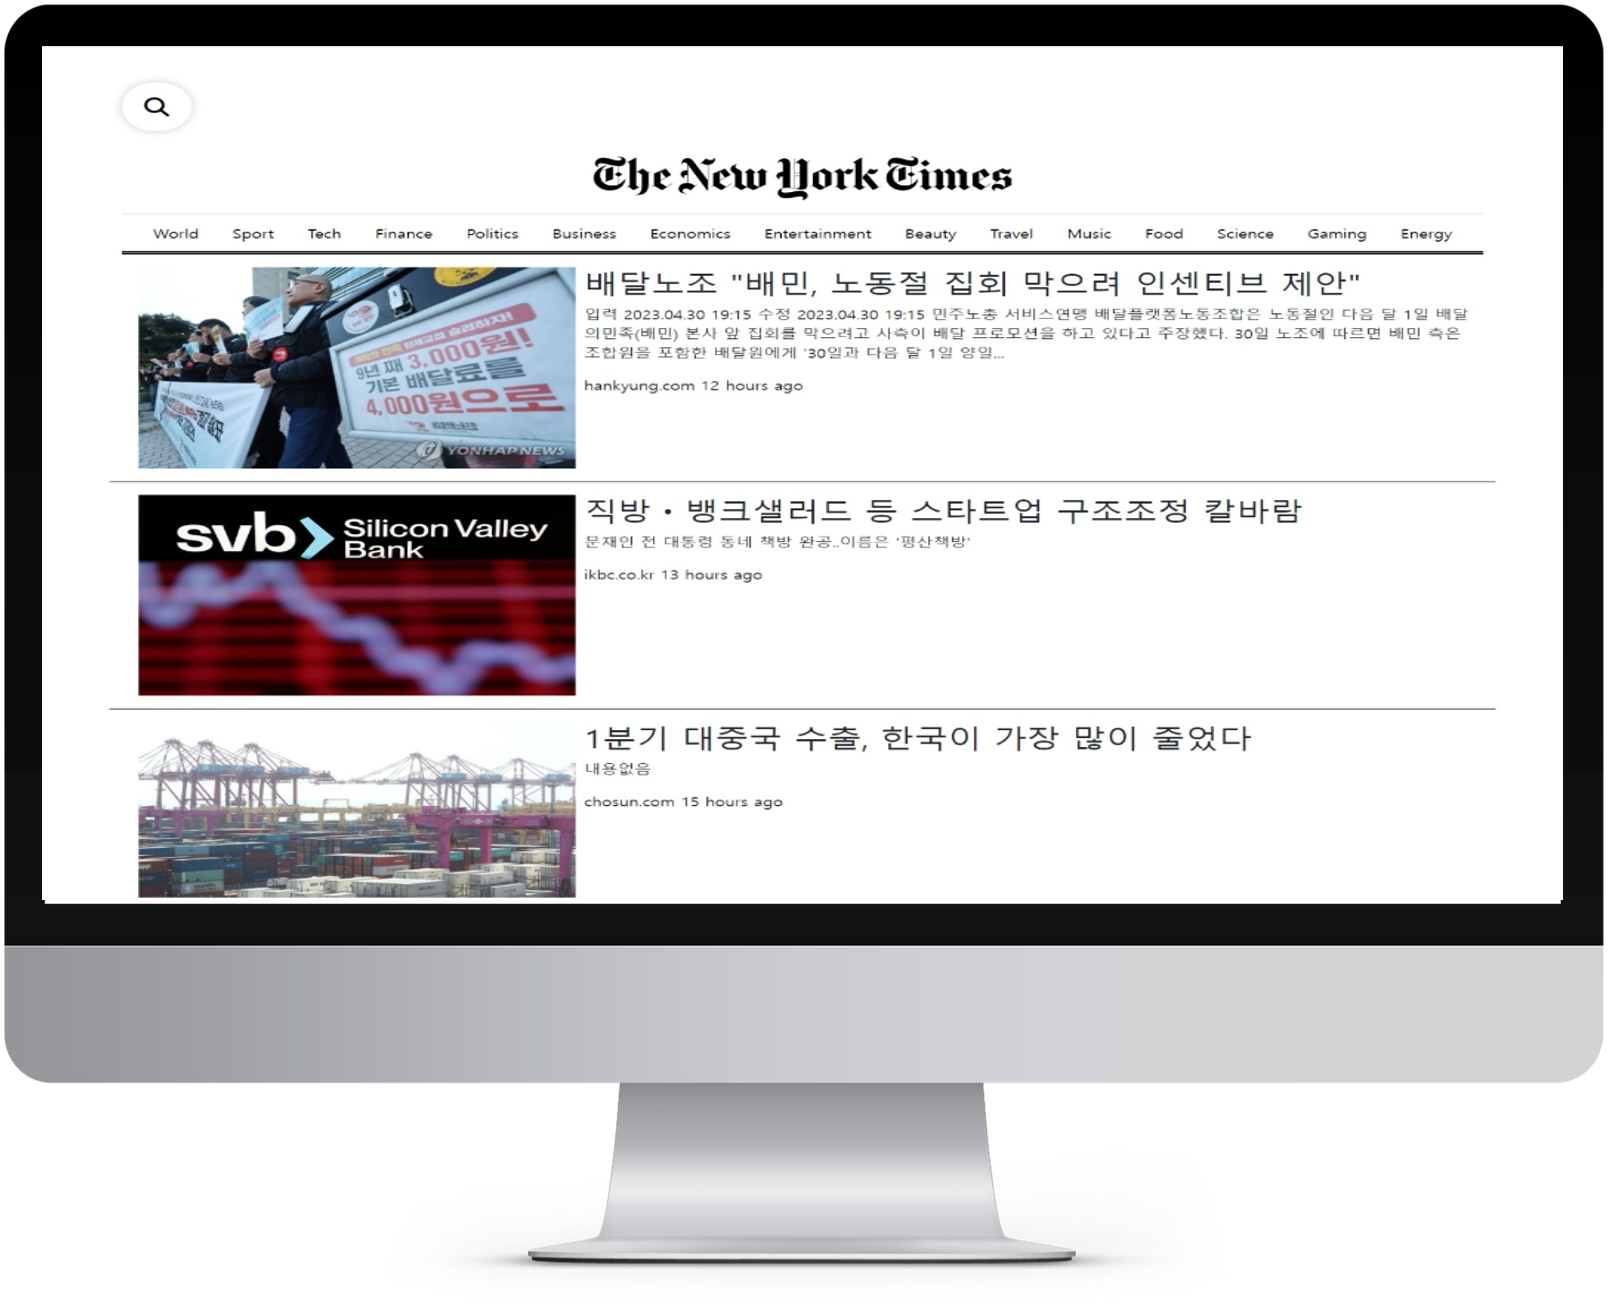 The New York Times
World Sport Tech Finance Politics Business Economics Entertainment Beauty Travel Music Food Science Gaming Energy
배달노조 "배민, 노동절 집회 막으려 인센티브 제안"
입력 2023.04.30 19:15 수정 2023.04.30 19:15 민주노총 서비스연맹 배달플랫폼노동조합은 노동절인 다음 달 1일 배달
의민족(배민) 본사 앞 집회를 막으려고 사측이 배달 프로모션을 하고 있다고 주장했다. 30일 노조에 따르면 배민 측은
조합원을 포함한 배달원에게 '30일과 다음 달 1일 양일...
hankyung.com 12 hours ago
승리하자!
9년 째 3,000원!
기본 배달료를
4,000원으로
YONHAPNEWS
직방·뱅크샐러드 등 스타트업 구조조정 칼바람
문재인 전 대통령 동네 책방 완공..이름은 '평산책방'
ikbc.co.kr 13 hours ago
svb Silicon Valley
Bank
1분기 대중국 수출, 한국이 가장 많이 줄었다
내용없음
chosun.com 15 hours ago